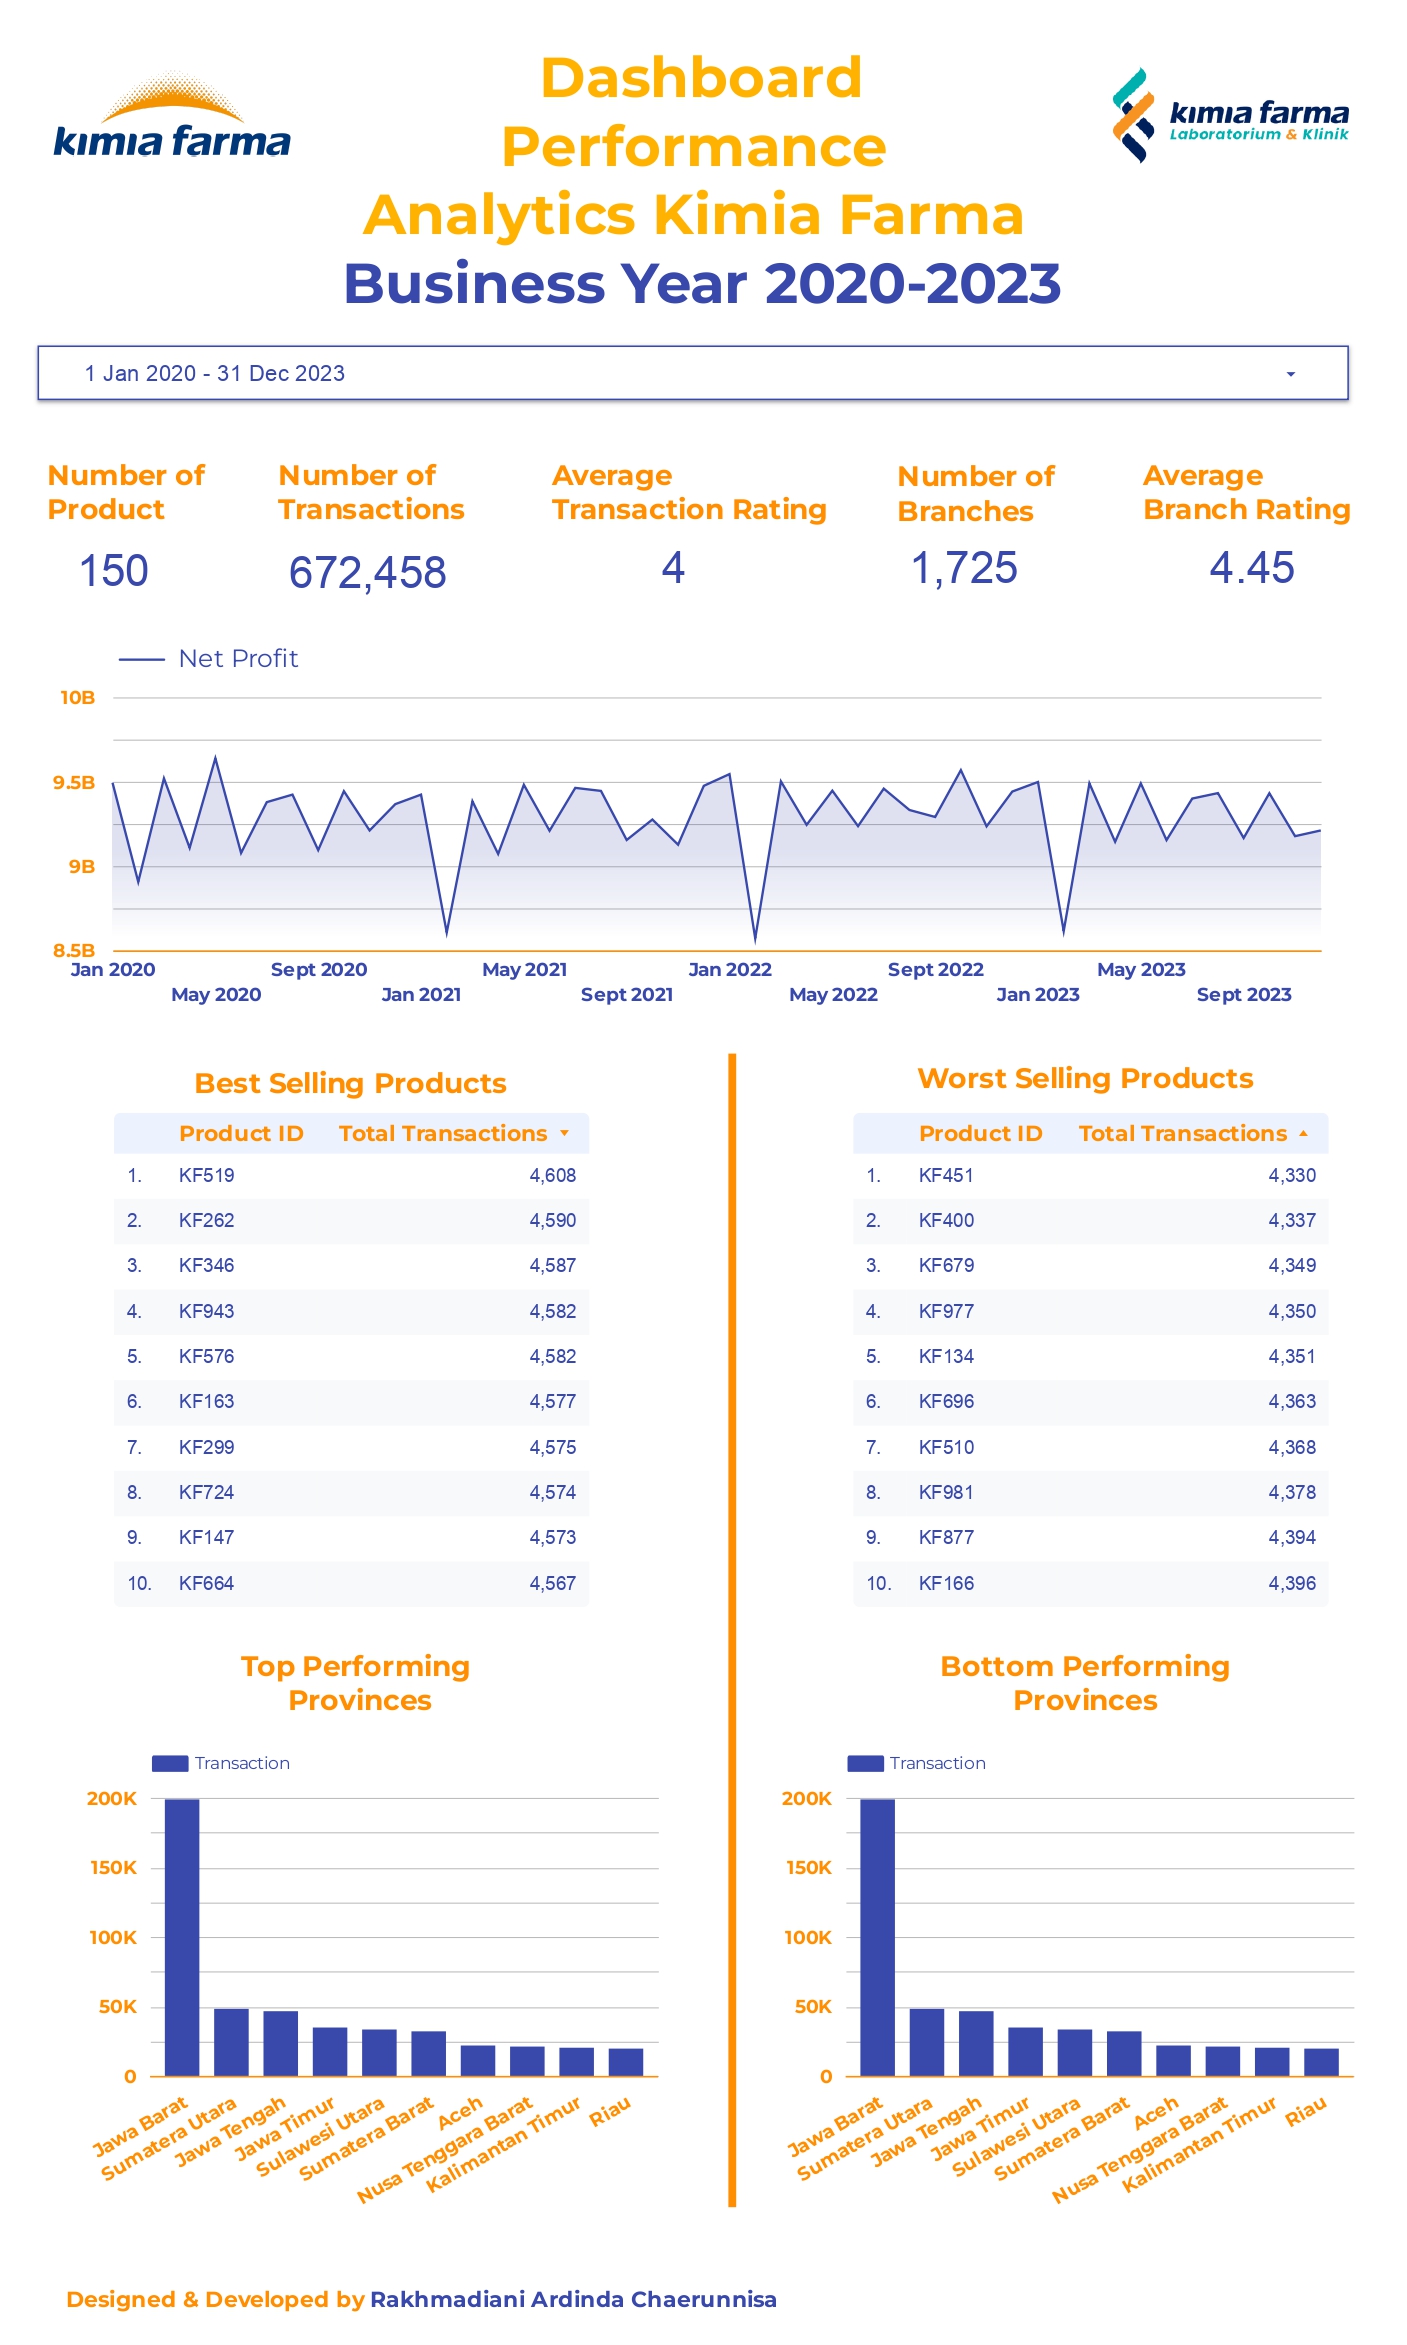 kimia farma
Dashboard
Performance
Analytics Kimia Farma
Business Year 2020-2023
kimia farma
Laboratorium & Klinik
1 Jan 2020 - 31 Dec 2023
Number of
Product
150
Number of
Transactions
672,458
Average
Transaction Rating
4
Number of
Branches
1,725
Average
Branch Rating
4.45
Net Profit
10B
9.5B
9B
8.5B
Jan 2020
May 2020
Sept 2020
Jan 2021
May 2021
Sept 2021
Jan 2022
May 2022
Sept 2022
Jan 2023
May 2023
Sept 2023
Best Selling Products
Product ID Total Transactions
1. KF519 4,608
2. KF262 4,590
3. KF346 4,587
4. KF943 4,582
5. KF576 4,582
6. KF163 4,577
7. KF299 4,575
8. KF724 4,574
9. KF147 4,573
10. KF664 4,567
Worst Selling Products
Product ID Total Transactions
1. KF451 4,330
2. KF400 4,337
3. KF679 4,349
4. KF977 4,350
5. KF134 4,351
6. KF696 4,363
7. KF510 4,368
8. KF981 4,378
9. KF877 4,394
10. KF166 4,396
Top Performing
Provinces
Transaction
200K
150K
100K
50K
0
Jawa Barat
Sumatera Utara
Jawa Tengah
Jawa Timur
Sulawesi Utara
Sumatera Barat
Aceh
Nusa Tenggara Barat
Kalimantan Timur
Riau
Bottom Performing
Provinces
Transaction
200K
150K
100K
50K
0
Jawa Barat
Sumatera Utara
Jawa Tengah
Jawa Timur
Sulawesi Utara
Sumatera Barat
Aceh
Nusa Tenggara Barat
Kalimantan Timur
Riau
Designed & Developed by Rakhmadiani Ardinda Chaerunnisa